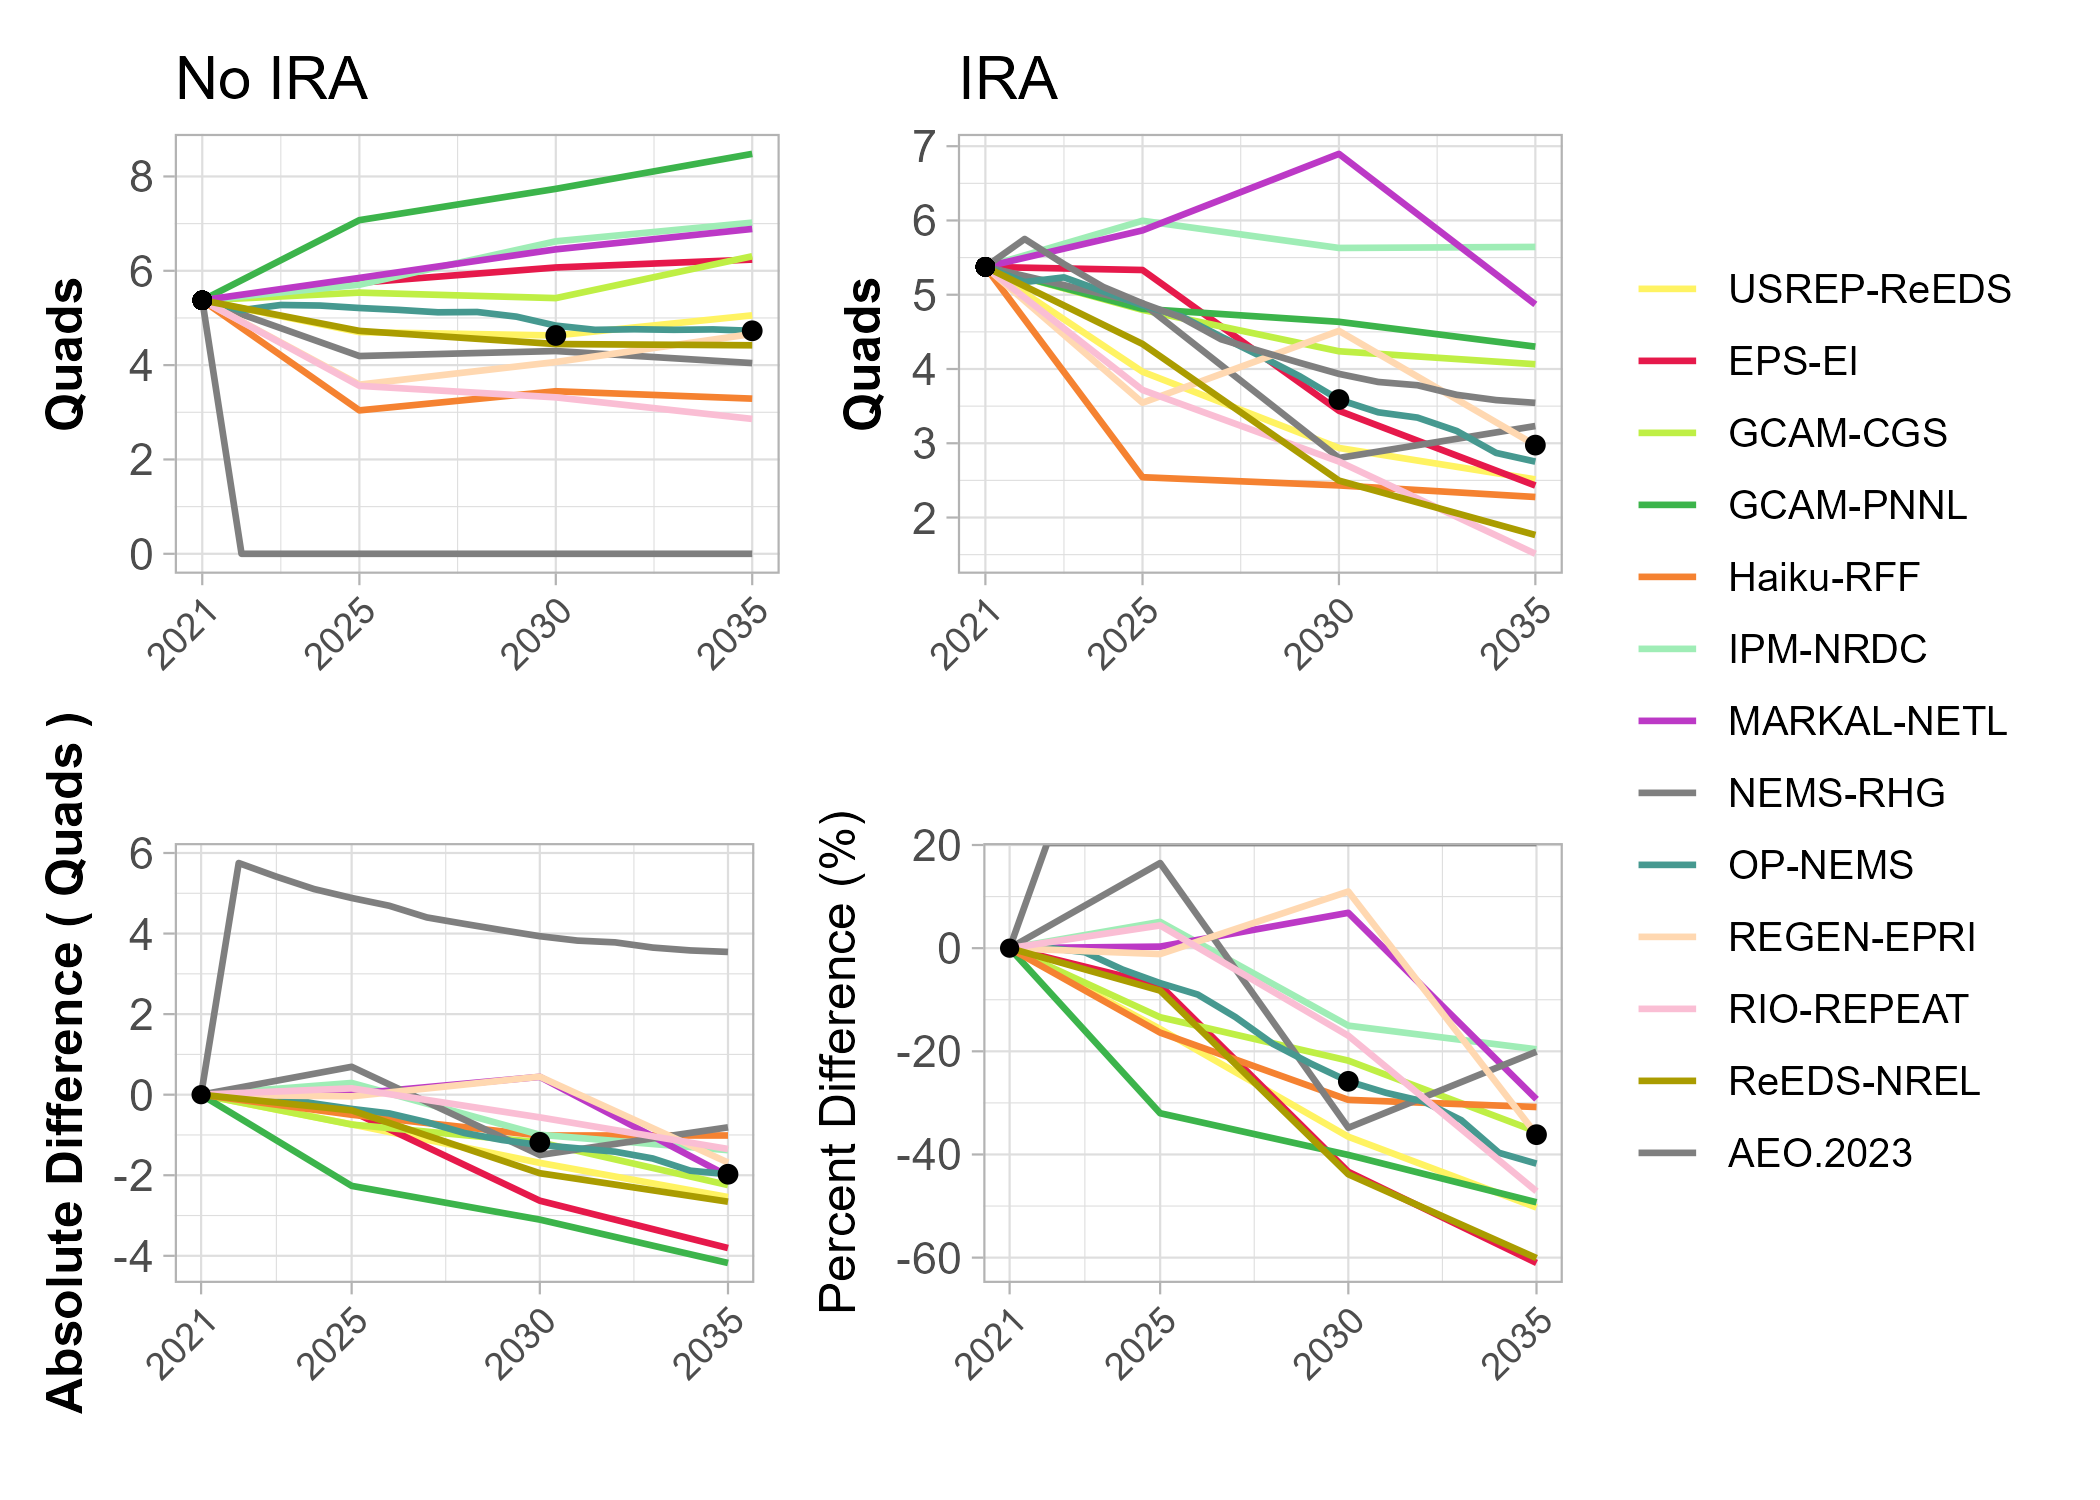 No IRA
IRA
Quads
8
6
4
2
0
2021
2025
2030
2035
Quads
7
6
5
4
3
2
2021
2025
2030
2035
USREP-ReEDS
EPS-EI
GCAM-CGS
GCAM-PNNL
Haiku-RFF
IPM-NRDC
MARKAL-NETL
NEMS-RHG
OP-NEMS
REGEN-EPRI
RIO-REPEAT
ReEDS-NREL
AEO.2023
Absolute Difference ( Quads )
6
4
2
0
-2
-4
2021
2025
2030
2035
Percent Difference (%)
20
0
-20
-40
-60
2021
2025
2030
2035